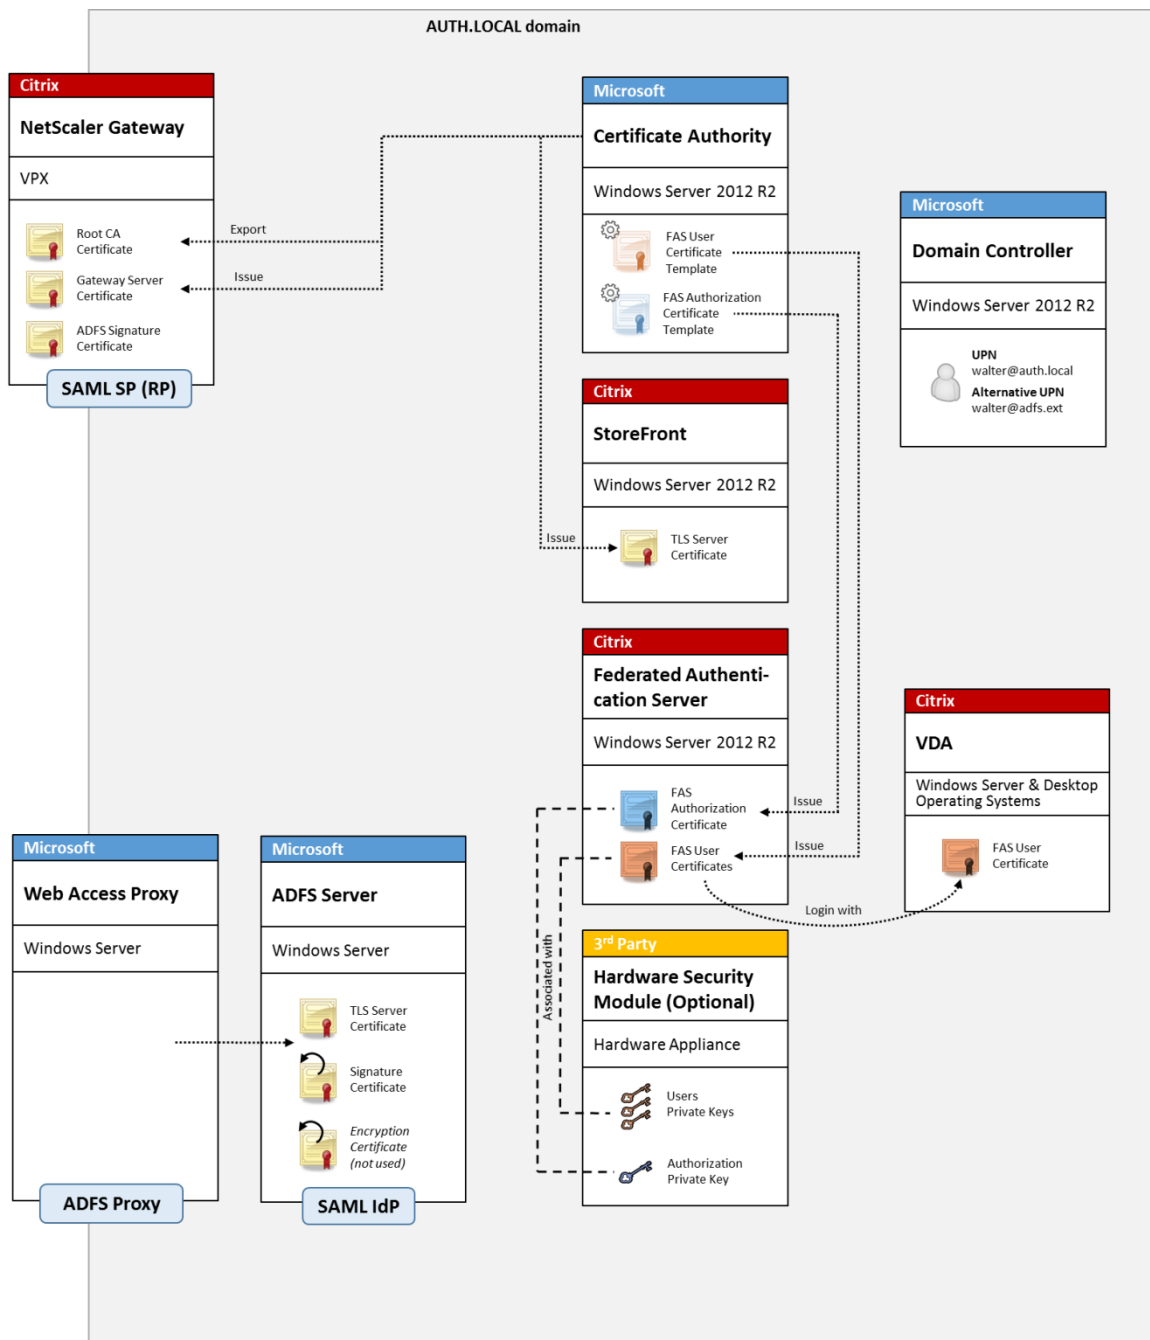 AUTH.LOCAL domain
Citrix
NetScaler Gateway
VPX
Root CA
Certificate
Gateway Server
Certificate
ADFS Signature
Certificate
SAML SP (RP)
Export
Issue
Microsoft
Certificate Authority
Windows Server 2012 R2
FAS User
Certificate
Template
FAS Authorization
Certificate
Template
Microsoft
Domain Controller
Windows Server 2012 R2
UPN
walter@auth.local
Alternative UPN
walter@adfs.ext
Citrix
StoreFront
Windows Server 2012 R2
Issue
TLS Server
Certificate
Citrix
Federated Authenti-
cation Server
Windows Server 2012 R2
FAS
Authorization
Certificate
Issue
FAS User
Certificates
Issue
Login with
Citrix
VDA
Windows Server & Desktop
Operating Systems
FAS User
Certificate
Microsoft
Web Access Proxy
Windows Server
ADFS Proxy
Microsoft
ADFS Server
Windows Server
TLS Server
Certificate
Signature
Certificate
Encryption
Certificate
(not used)
SAML IdP
Associated with
3rd Party
Hardware Security
Module (Optional)
Hardware Appliance
Users
Private Keys
Authorization
Private Key